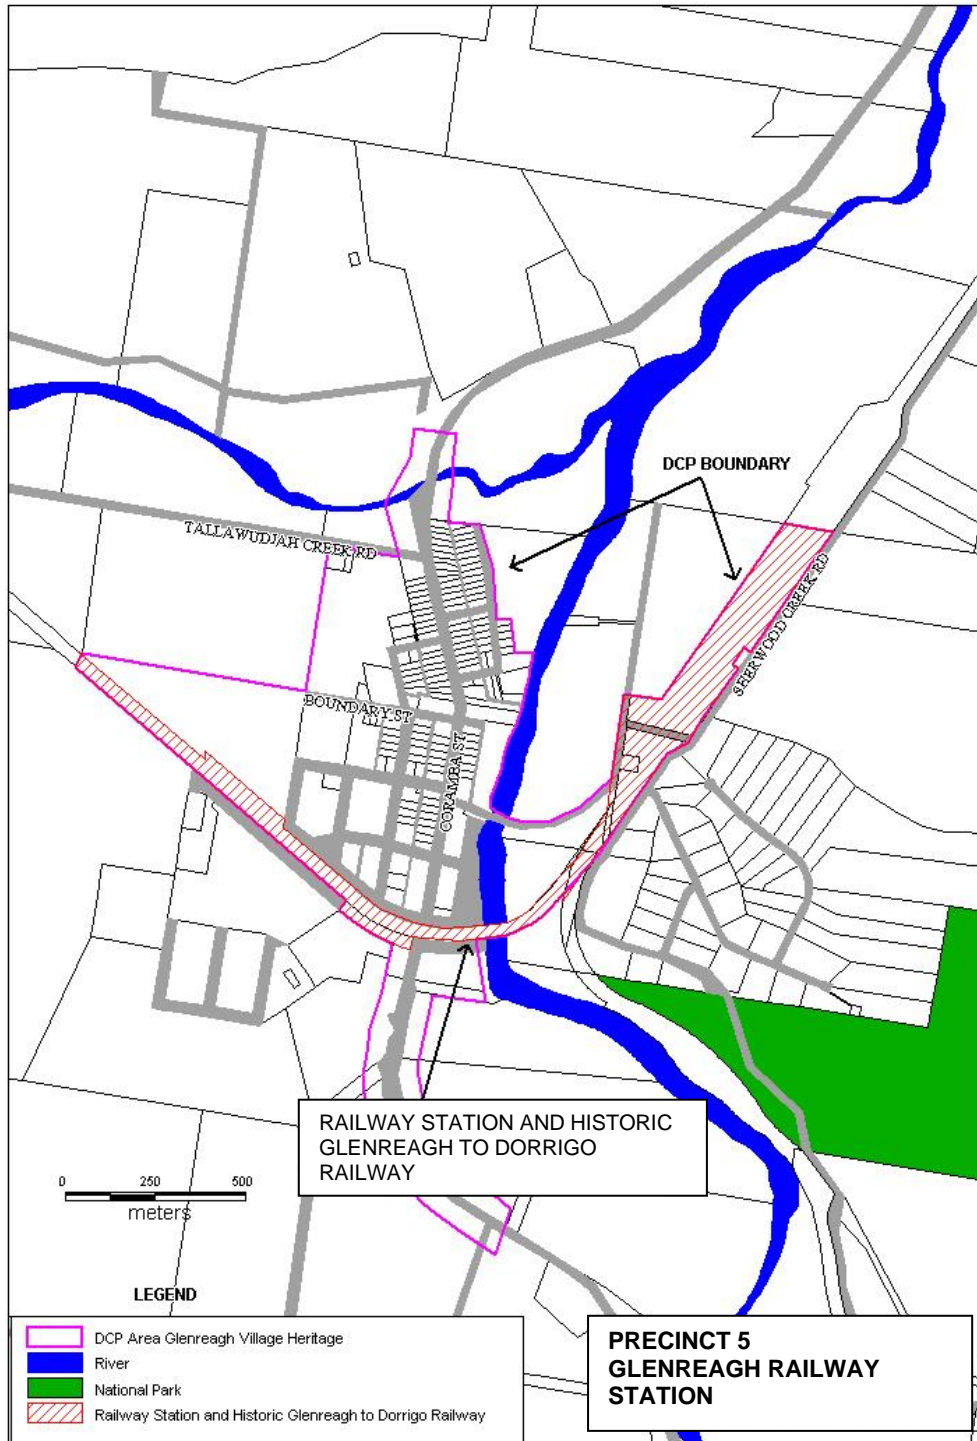 DCP BOUNDARY
TALLAWUDJAH CREEK RD
SHERWOOD CREEK RD
BOUNDARY ST
CORAMBA ST
RAILWAY STATION AND HISTORIC
GLENREAGH TO DORRIGO
RAILWAY
0 250 500
meters
LEGEND
DCP Area Glenreagh Village Heritage
River
National Park
Railway Station and Historic Glenreagh to Dorrigo Railway
PRECINCT 5
GLENREAGH RAILWAY
STATION